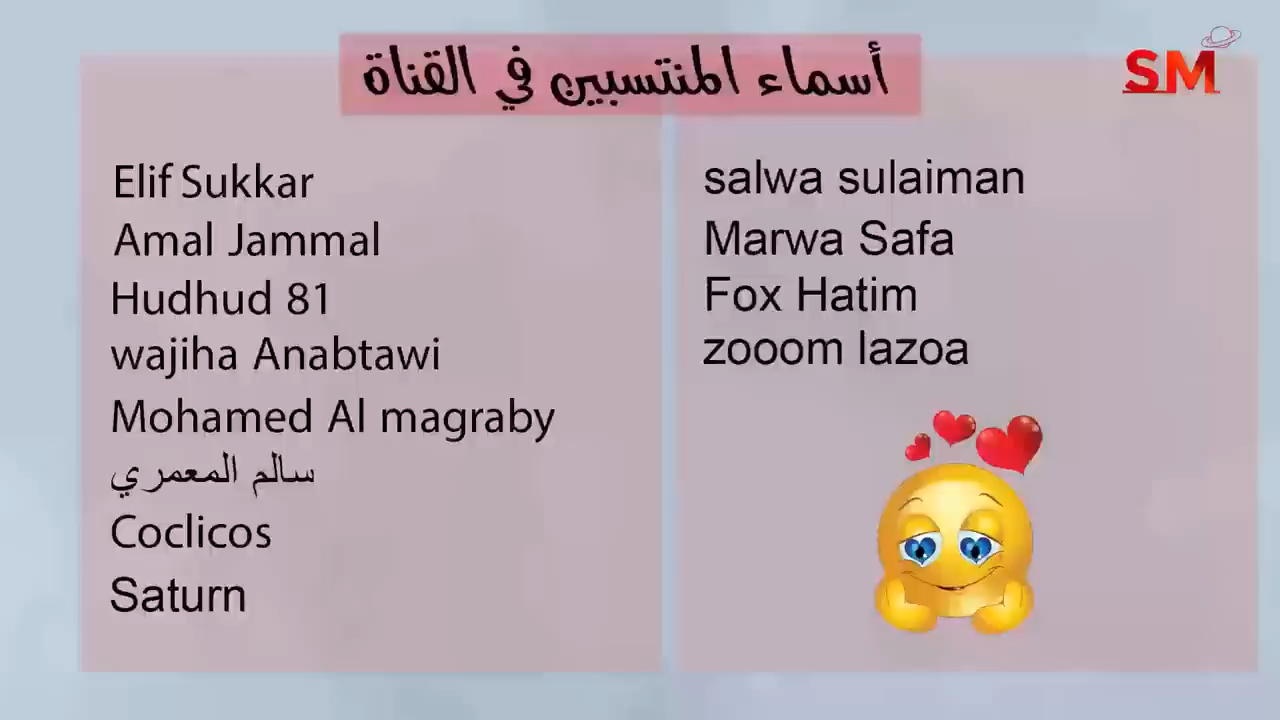 أسماء المنتسبين في القناة
SM
Elif Sukkar
Amal Jammal
Hudhud 81
wajiha Anabtawi
Mohamed Al magraby
سالم المعمري
Coclicos
Saturn
salwa sulaiman
Marwa Safa
Fox Hatim
zooom lazoa